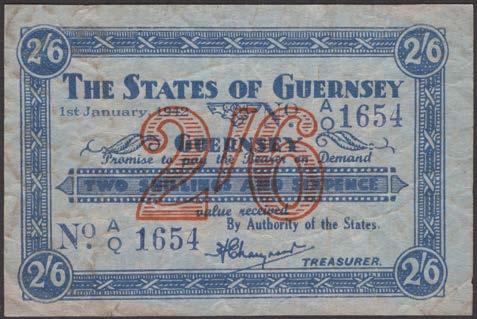 2/6 2/6
THE STATES OF GUERNSEY
1st January, 1942 NO A/Q 1654
GUERNSEY
2/6
Promise to pay the Bearer on Demand
TWO SHILLINGS AND SIXPENCE
value received
By Authority of the States.
No. A/Q 1654
TREASURER.
2/6 2/6